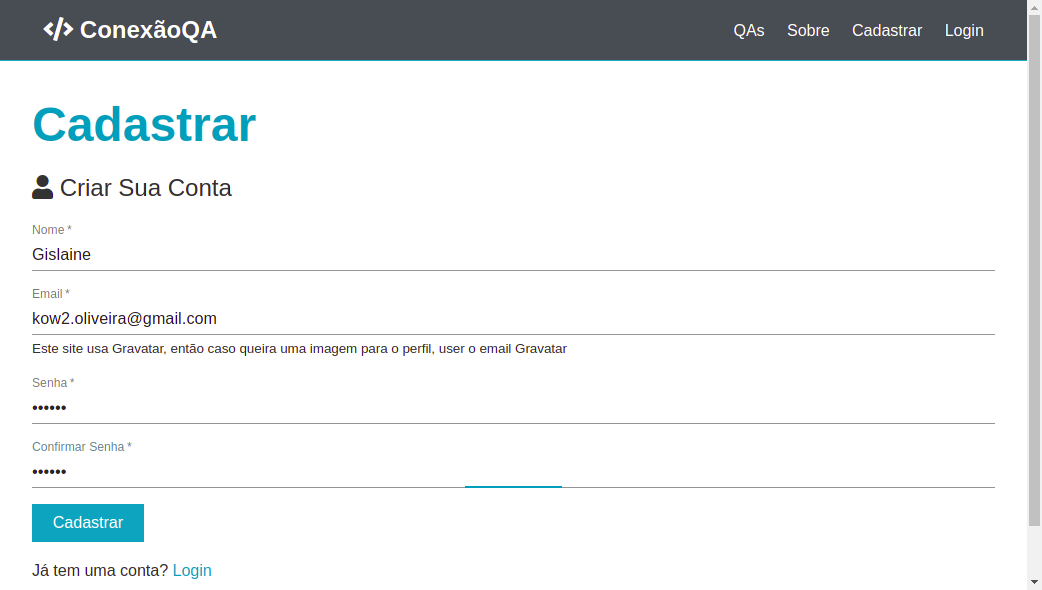 ConexãoQA
QAs Sobre Cadastrar Login
Cadastrar
Criar Sua Conta
Nome *
Gislaine
Email *
kow2.oliveira@gmail.com
Este site usa Gravatar, então caso queira uma imagem para o perfil, user o email Gravatar
Senha *
••••••
Confirmar Senha *
••••••
Cadastrar
Já tem uma conta? Login